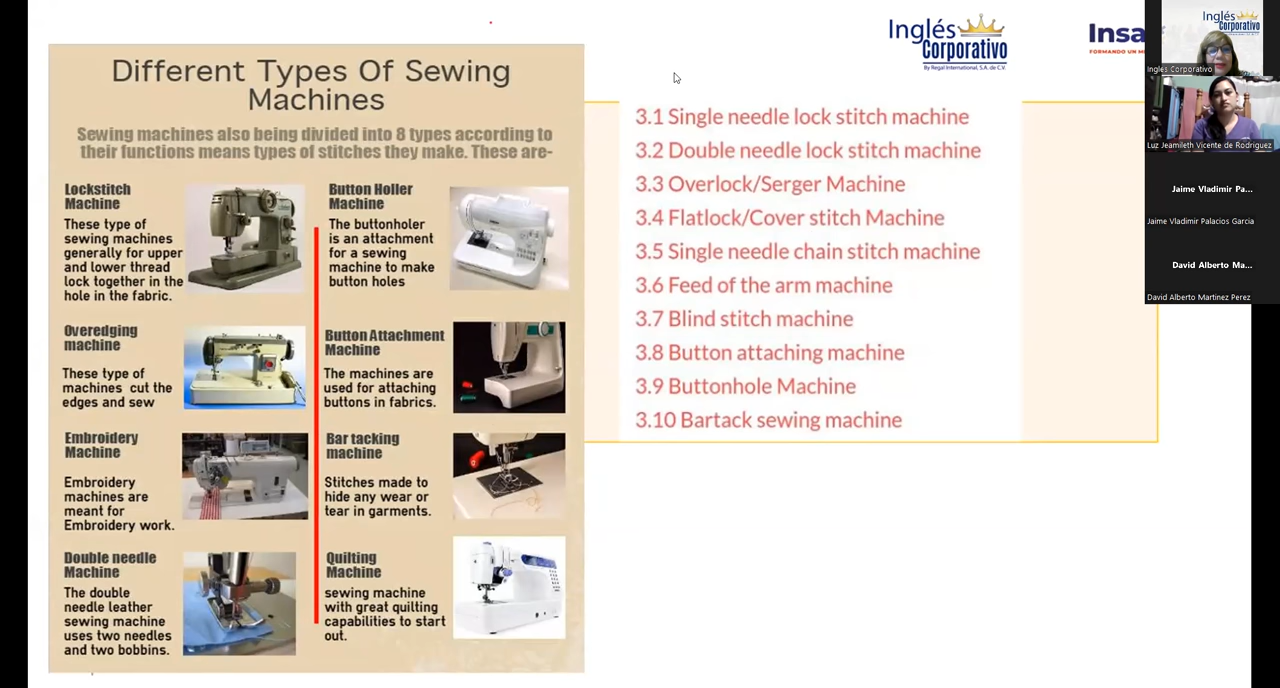 Different Types Of Sewing
Machines
Sewing machines also being divided into 8 types according to
their functions means types of stitches they make. These are-
Lockstitch
Machine
These type of
sewing machines
generally for upper
and lower thread
lock together in the
hole in the fabric.
Overedging
machine
These type of
machines cut the
edges and sew
Embroidery
Machine
Embroidery
machines are
meant for
Embroidery work.
Double needle
Machine
The double
needle leather
sewing machine
uses two needles
and two bobbins.
Button Holler
Machine
The buttonholer
is an attachment
for a sewing
machine to make
button holes
Button Attachment
Machine
The machines are
used for attaching
buttons in fabrics.
Bar tacking
machine
Stitches made to
hide any wear or
tear in garments.
Quilting
Machine
sewing machine
with great quilting
capabilities to start
out.
Inglés
Corporativo
By Regal International, S.A. de C.V.
Insa
FORMANDO UN M
3.1 Single needle lock stitch machine
3.2 Double needle lock stitch machine
3.3 Overlock/Serger Machine
3.4 Flatlock/Cover stitch Machine
3.5 Single needle chain stitch machine
3.6 Feed of the arm machine
3.7 Blind stitch machine
3.8 Button attaching machine
3.9 Buttonhole Machine
3.10 Bartack sewing machine
Inglés
Corporativo
Inglés Corporativo
Luz Jeamileth Vicente de Rodriguez
Jaime Vladimir Pa...
Jaime Vladimir Palacios Garcia
David Alberto Ma...
David Alberto Martinez Perez